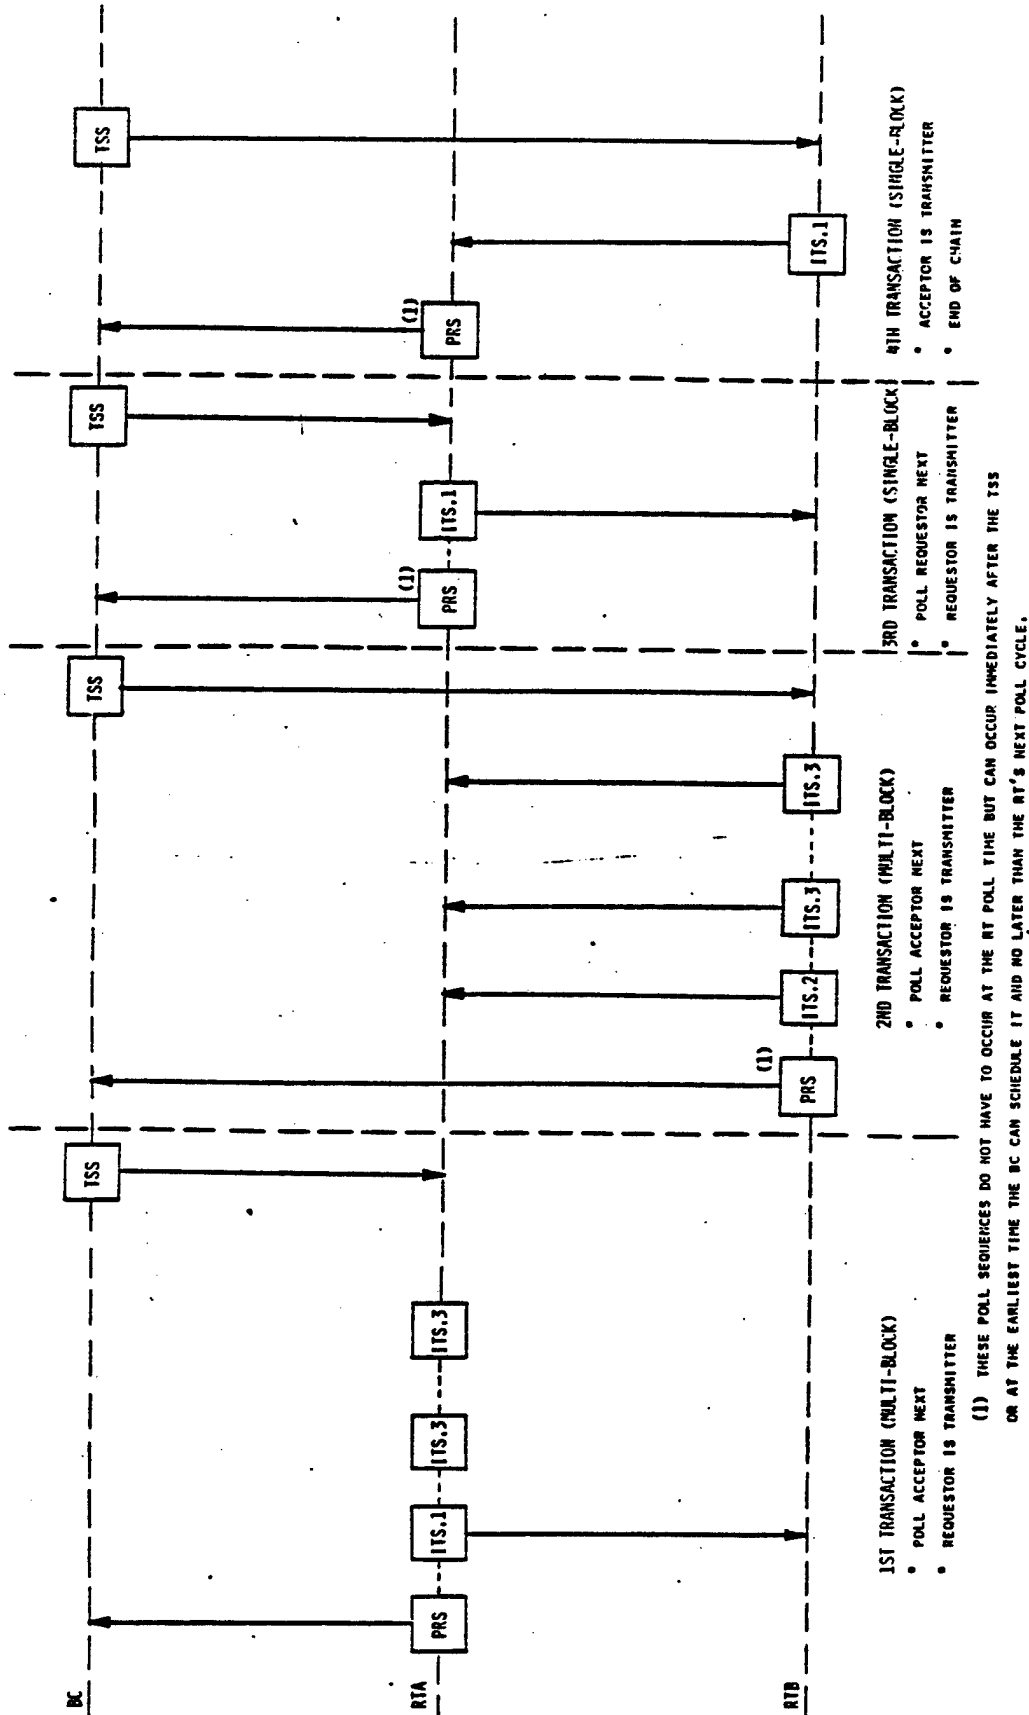 BC
TSS
TSS
TSS
TSS
RTA
PRS
ITS.1
ITS.3
ITS.3
PRS
(1)
ITS.1
PRS
(1)
RTB
PRS
(1)
ITS.2
ITS.3
ITS.3
ITS.1
1ST TRANSACTION (MULTI-BLOCK)
• POLL ACCEPTOR NEXT
• REQUESTOR IS TRANSMITTER
2ND TRANSACTION (MULTI-BLOCK)
• POLL ACCEPTOR NEXT
• REQUESTOR IS TRANSMITTER
3RD TRANSACTION (SINGLE-BLOCK)
• POLL REQUESTOR NEXT
• REQUESTOR IS TRANSMITTER
4TH TRANSACTION (SINGLE-BLOCK)
• ACCEPTOR IS TRANSMITTER
• END OF CHAIN
(1) THESE POLL SEQUENCES DO NOT HAVE TO OCCUR AT THE RT POLL TIME BUT CAN OCCUR IMMEDIATELY AFTER THE TSS
OR AT THE EARLIEST TIME THE BC CAN SCHEDULE IT AND NO LATER THAN THE RT'S NEXT POLL CYCLE.